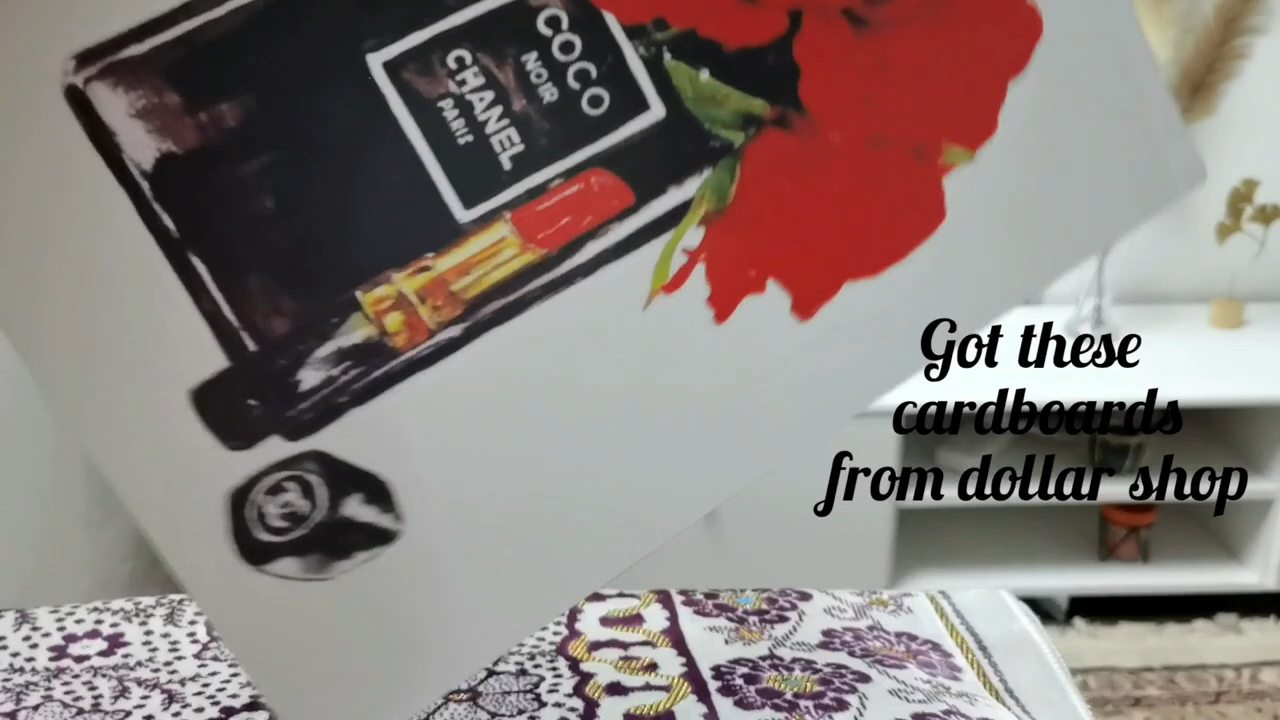 COCO
NOIR
CHANEL
PARIS
Got these
cardboards
from dollar shop